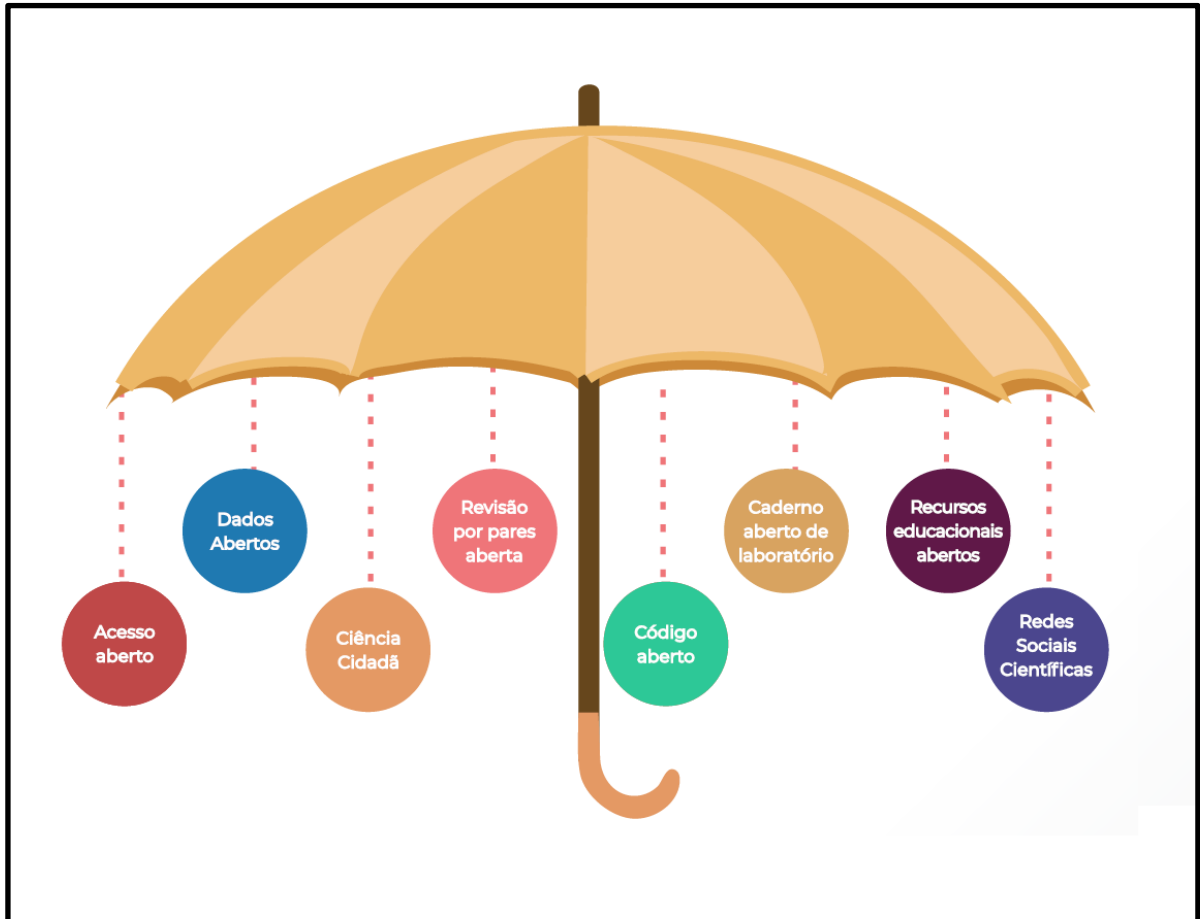 Acesso
aberto
Dados
Abertos
Ciência
Cidadã
Revisão
por pares
aberta
Código
aberto
Caderno
aberto de
laboratório
Recursos
educacionais
abertos
Redes
Sociais
Científicas